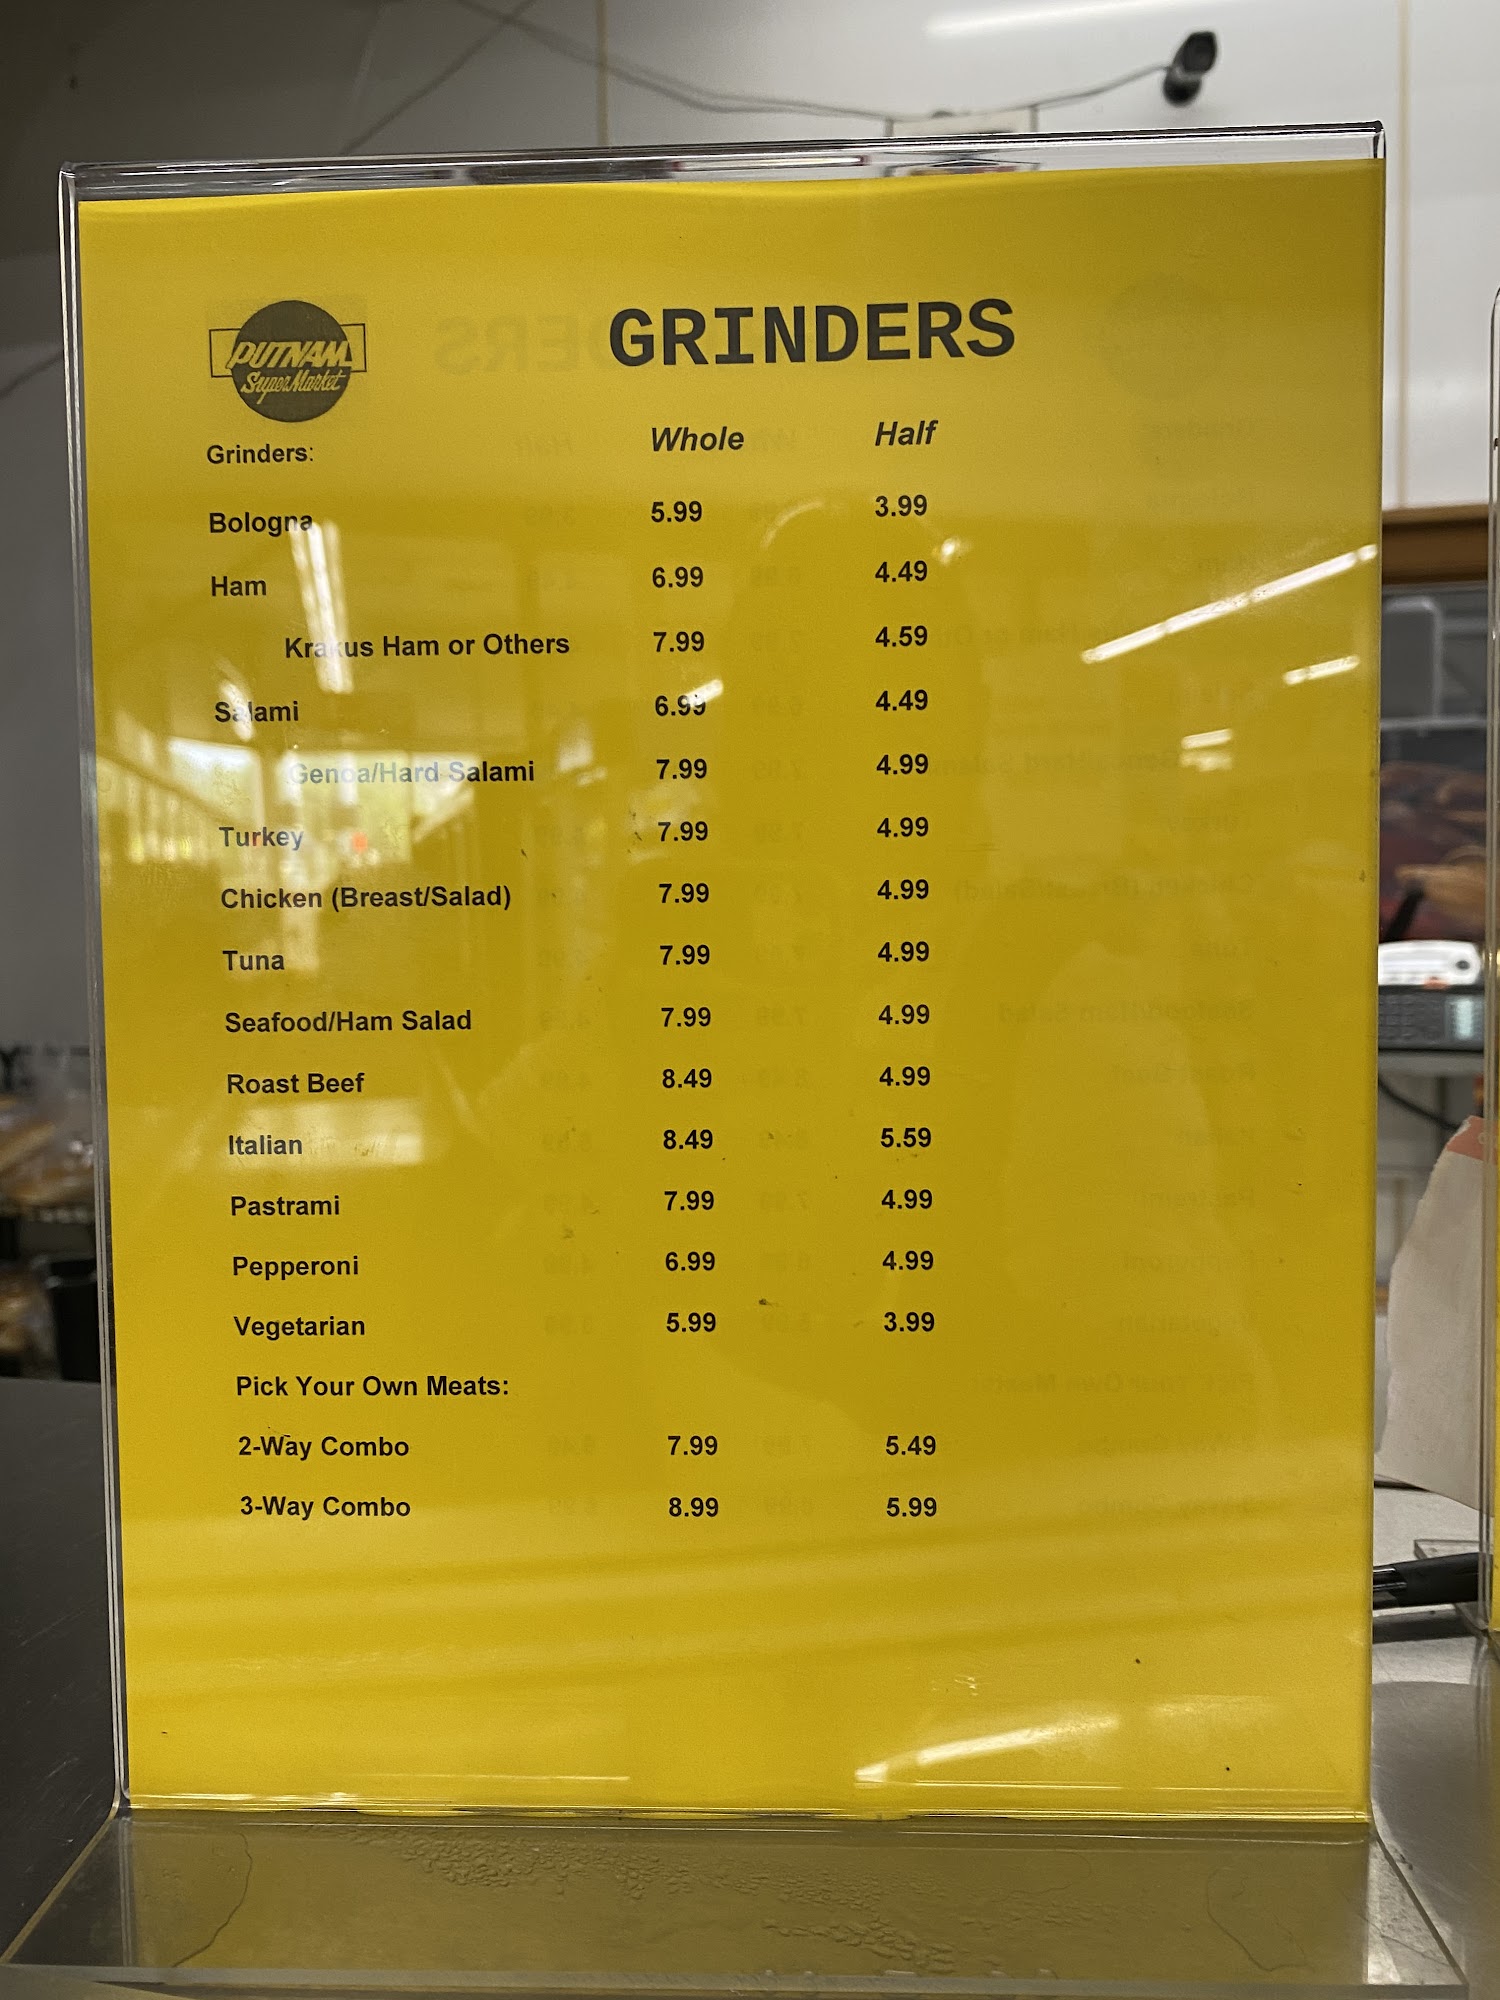 PUTNAM
Super Market
GRINDERS
Grinders: Whole Half
Bologna 5.99 3.99
Ham 6.99 4.49
Krakus Ham or Others 7.99 4.59
Salami 6.99 4.49
Genoa/Hard Salami 7.99 4.99
Turkey 7.99 4.99
Chicken (Breast/Salad) 7.99 4.99
Tuna 7.99 4.99
Seafood/Ham Salad 7.99 4.99
Roast Beef 8.49 4.99
Italian 8.49 5.59
Pastrami 7.99 4.99
Pepperoni 6.99 4.99
Vegetarian 5.99 3.99
Pick Your Own Meats:
2-Way Combo 7.99 5.49
3-Way Combo 8.99 5.99